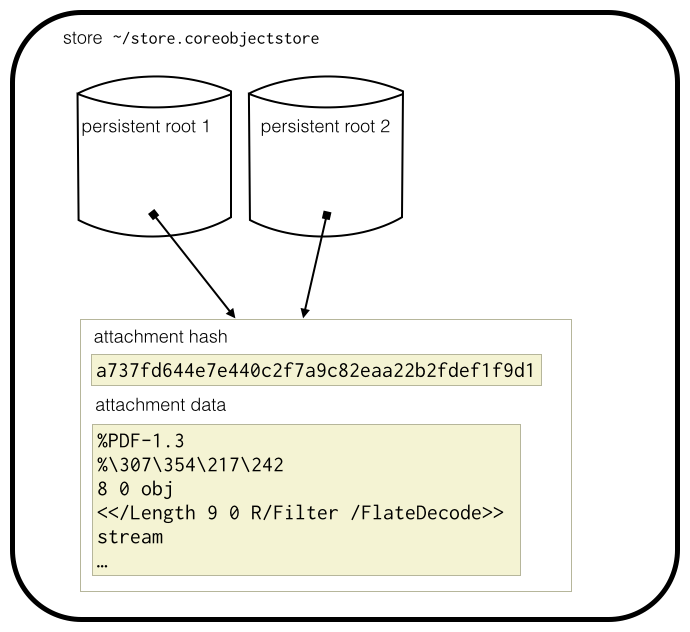 store ~/store.coreobjectstore
persistent root 1
persistent root 2
attachment hash
a737fd644e7e440c2f7a9c82eaa22b2fdef1f9d1
attachment data
%PDF-1.3
%\307\354\217\242
8 0 obj
<</Length 9 0 R/Filter /FlateDecode>>
stream
…